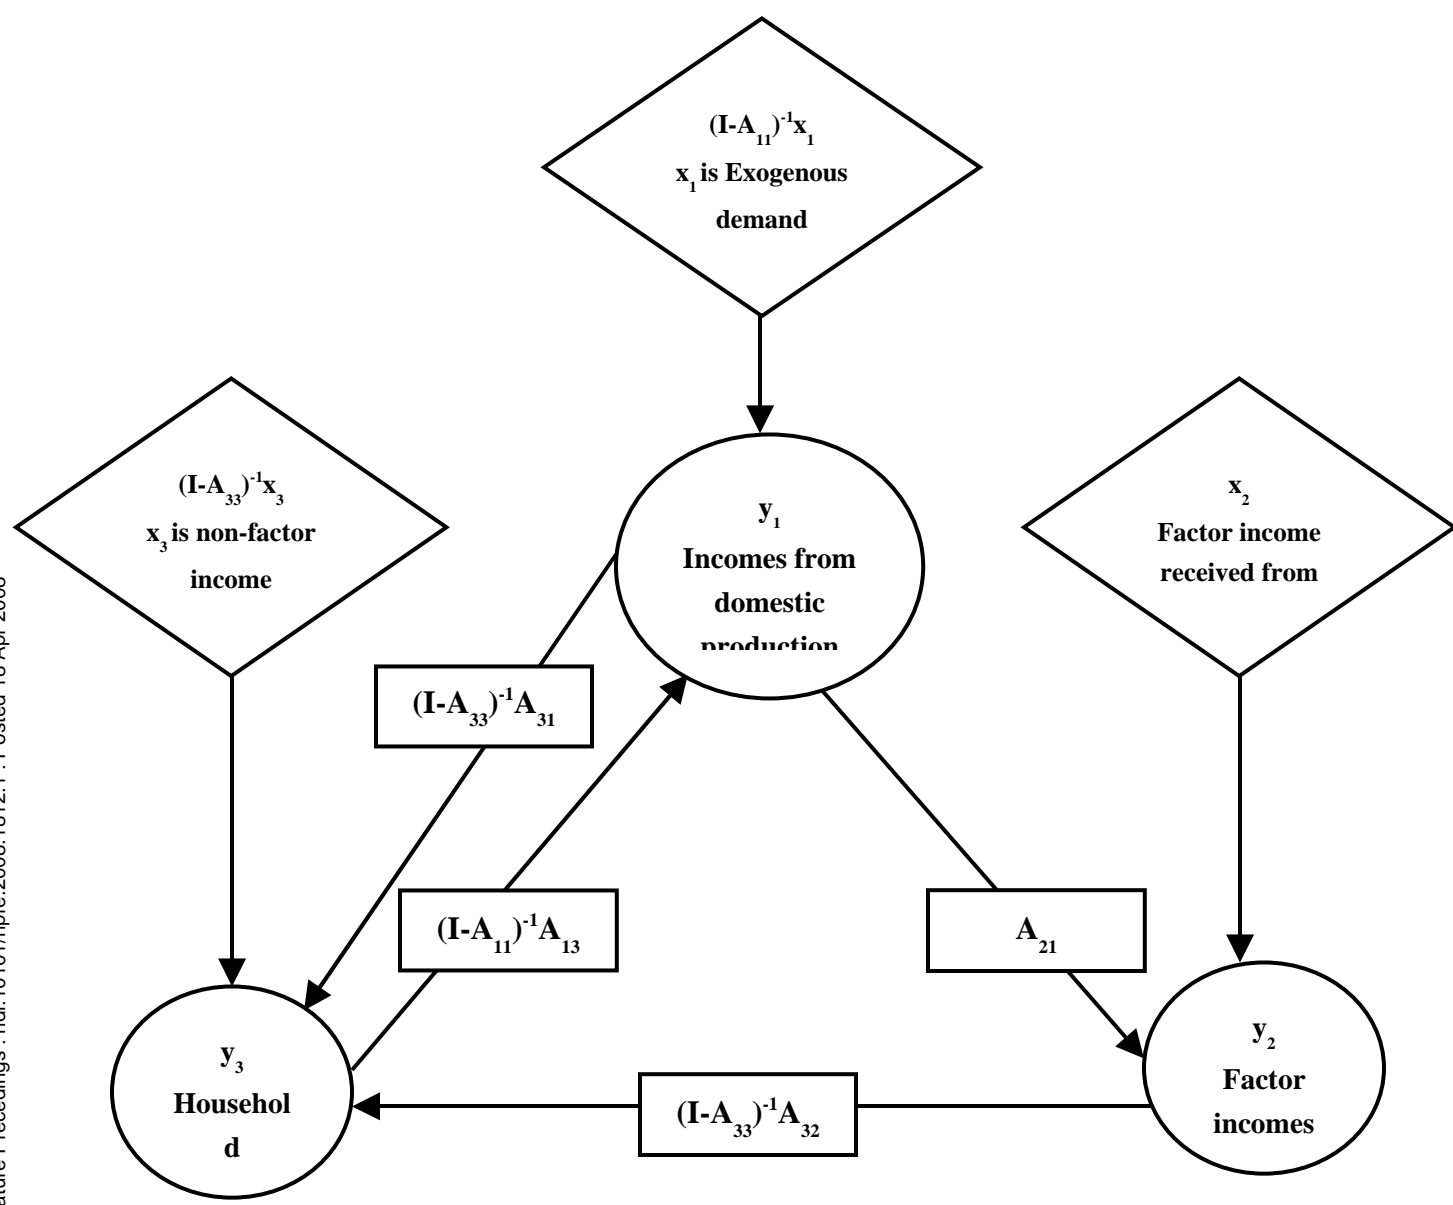 (I-A₁₁)⁻¹x₁
x₁ is Exogenous
demand
(I-A₃₃)⁻¹x₃
x₃ is non-factor
income
y₁
Incomes from
domestic
production
x₂
Factor income
received from
(I-A₃₃)⁻¹A₃₁
(I-A₁₁)⁻¹A₁₃
A₂₁
y₃
Househol
d
(I-A₃₃)⁻¹A₃₂
y₂
Factor
incomes